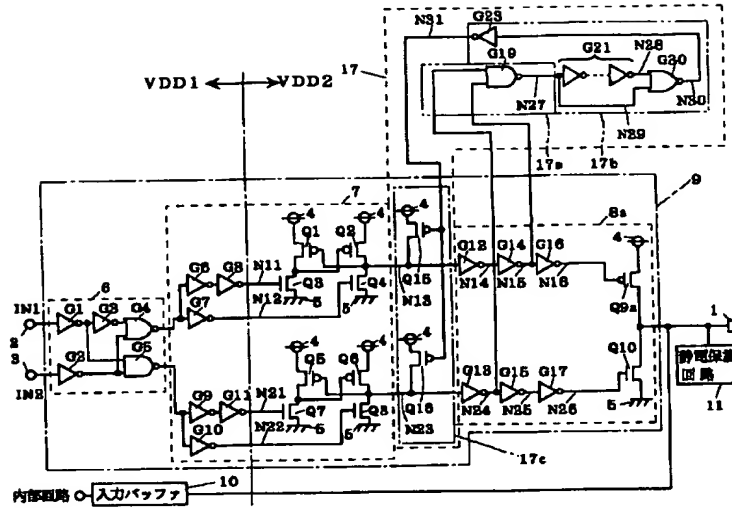 N31
G23
G19
G21
N28
G20
17
VDD1
VDD2
N27
N29
N30
17a
17b
7
9
8a
4
4
4
4
Q1
Q2
G12
G14
G16
6
G6
G8
N11
Q15
N14
N15
N16
IN1
G1
G3
G4
G7
N12
Q3
Q4
N13
Q9a
2
5
5
1
3
G2
G5
4
4
4
Q10
静電保護
回路
IN2
Q5
Q6
G13
G15
G17
G9
G11
N21
Q16
N24
N25
N26
5
11
G10
N22
Q7
Q8
5
5
N23
17c
10
内部回路
入力バッファ